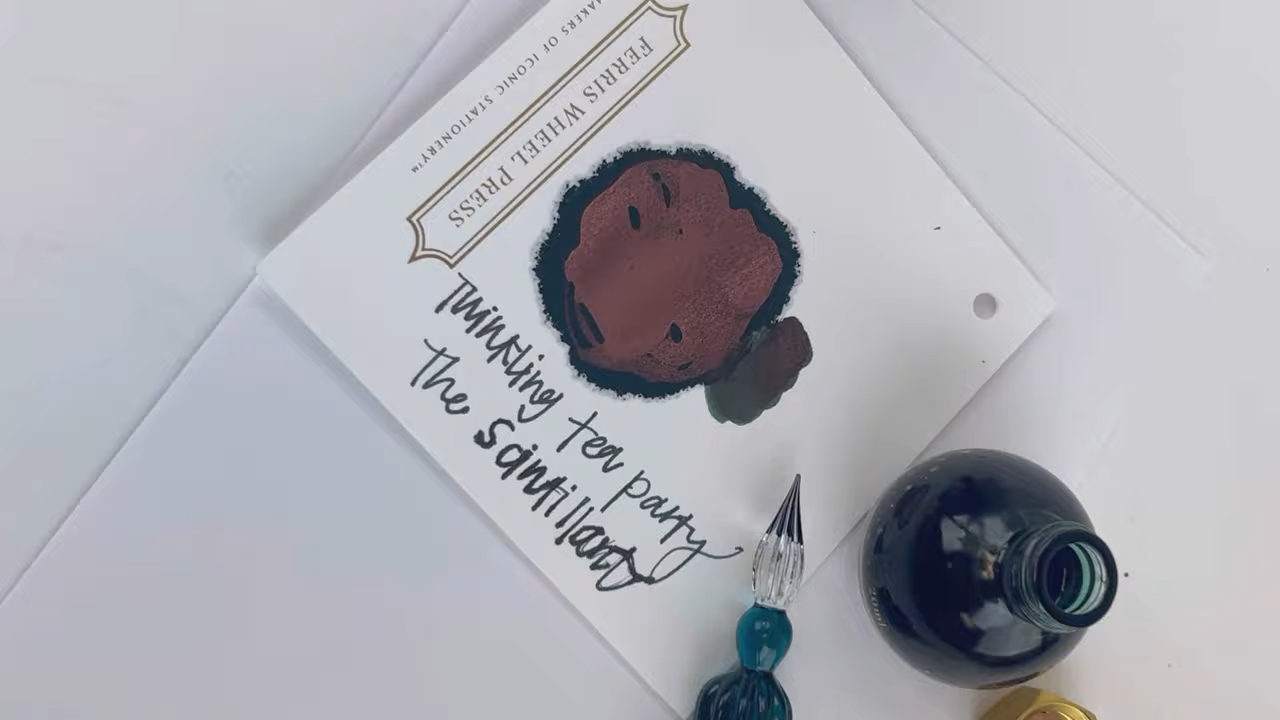 MAKERS OF ICONIC STATIONERY™
FERRIS WHEEL PRESS
Twinkling tea party
The Scintillant